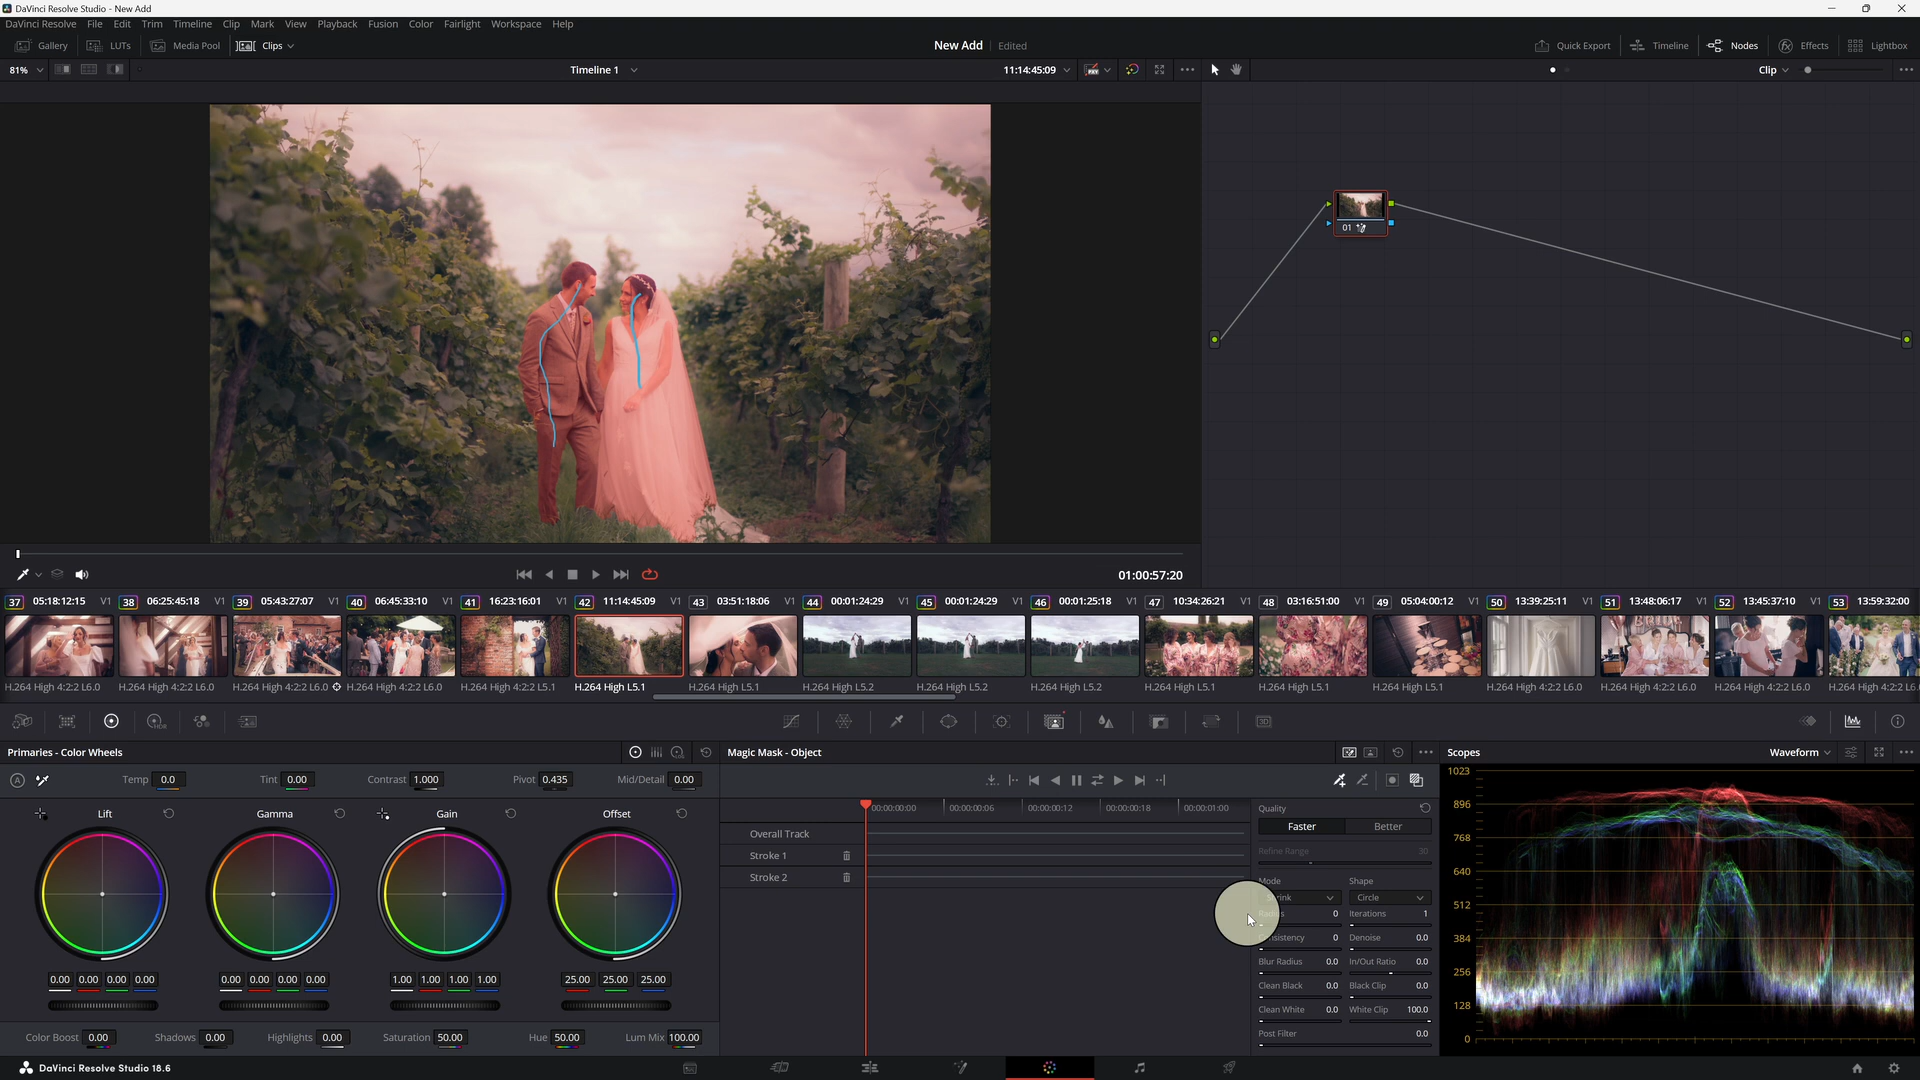 DaVinci Resolve Studio - New Add
DaVinci Resolve File Edit Trim Timeline Clip Mark View Playback Fusion Color Fairlight Workspace Help
Gallery LUTs Media Pool Clips New Add Edited Quick Export Timeline Nodes Effects Lightbox
81% Timeline 1 11:14:45:09 Clip
01
01:00:57:20
37 05:18:12:15 V1 38 06:25:45:18 V1 39 05:43:27:07 V1 40 06:45:33:10 V1 41 16:23:16:01 V1 42 11:14:45:09 V1 43 03:51:18:06 V1 44 00:01:24:29 V1 45 00:01:24:29 V1 46 00:01:25:18 V1 47 10:34:26:21 V1 48 03:16:51:00 V1 49 05:04:00:12 V1 50 13:39:25:11 V1 51 13:48:06:17 V1 52 13:45:37:10 V1 53 13:59:32:00
H.264 High 4:2:2 L6.0 H.264 High 4:2:2 L6.0 H.264 High 4:2:2 L6.0 H.264 High 4:2:2 L6.0 H.264 High 4:2:2 L5.1 H.264 High L5.1 H.264 High L5.1 H.264 High L5.2 H.264 High L5.2 H.264 High L5.2 H.264 High L5.1 H.264 High L5.1 H.264 High L5.1 H.264 High 4:2:2 L6.0 H.264 High 4:2:2 L6.0 H.264 High 4:2:2 L6.0 H.264 High 4:2:2 L6
HDR 3D
Primaries - Color Wheels Magic Mask - Object Scopes Waveform
A Temp 0.0 Tint 0.00 Contrast 1.000 Pivot 0.435 Mid/Detail 0.00
Lift Gamma Gain Offset
0.00 0.00 0.00 0.00 0.00 0.00 0.00 0.00 1.00 1.00 1.00 1.00 25.00 25.00 25.00
Color Boost 0.00 Shadows 0.00 Highlights 0.00 Saturation 50.00 Hue 50.00 Lum Mix 100.00
00:00:00:00 00:00:00:06 00:00:00:12 00:00:00:18 00:00:01:00
Overall Track
Stroke 1
Stroke 2
Quality
Faster Better
Refine Range 30
Mode Shape
Circle
0 Iterations 1
0 Denoise 0.0
Blur Radius 0.0 In/Out Ratio 0.0
Clean Black 0.0 Black Clip 0.0
Clean White 0.0 White Clip 100.0
Post Filter 0.0
1023
896
768
640
512
384
256
128
0
DaVinci Resolve Studio 18.6